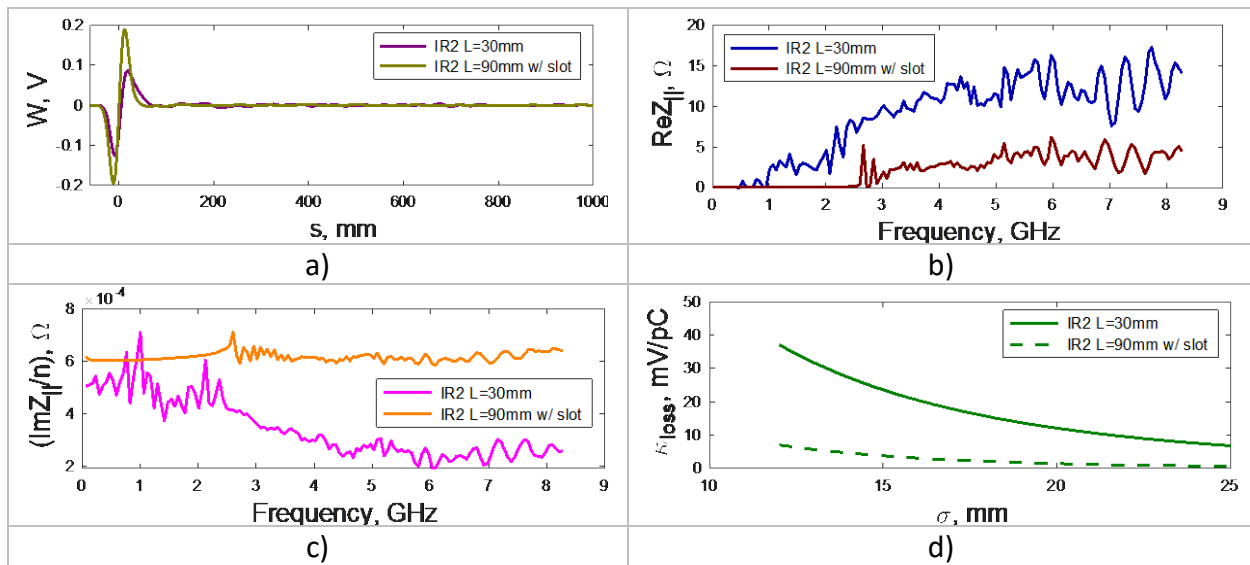 0.2
0.1
0
-0.1
-0.2
W, V
IR2 L=30mm
IR2 L=90mm w/ slot
0 200 400 600 800 1000
s, mm
a)
20
15
10
5
0
ReZ||, Ω
IR2 L=30mm
IR2 L=90mm w/ slot
0 1 2 3 4 5 6 7 8 9
Frequency, GHz
b)
× 10-4
8
6
4
2
(ImZ||/n), Ω
IR2 L=30mm
IR2 L=90mm w/ slot
0 1 2 3 4 5 6 7 8 9
Frequency, GHz
c)
50
40
30
20
10
0
κloss, mV/pC
IR2 L=30mm
IR2 L=90mm w/ slot
10 15 20 25
σ, mm
d)